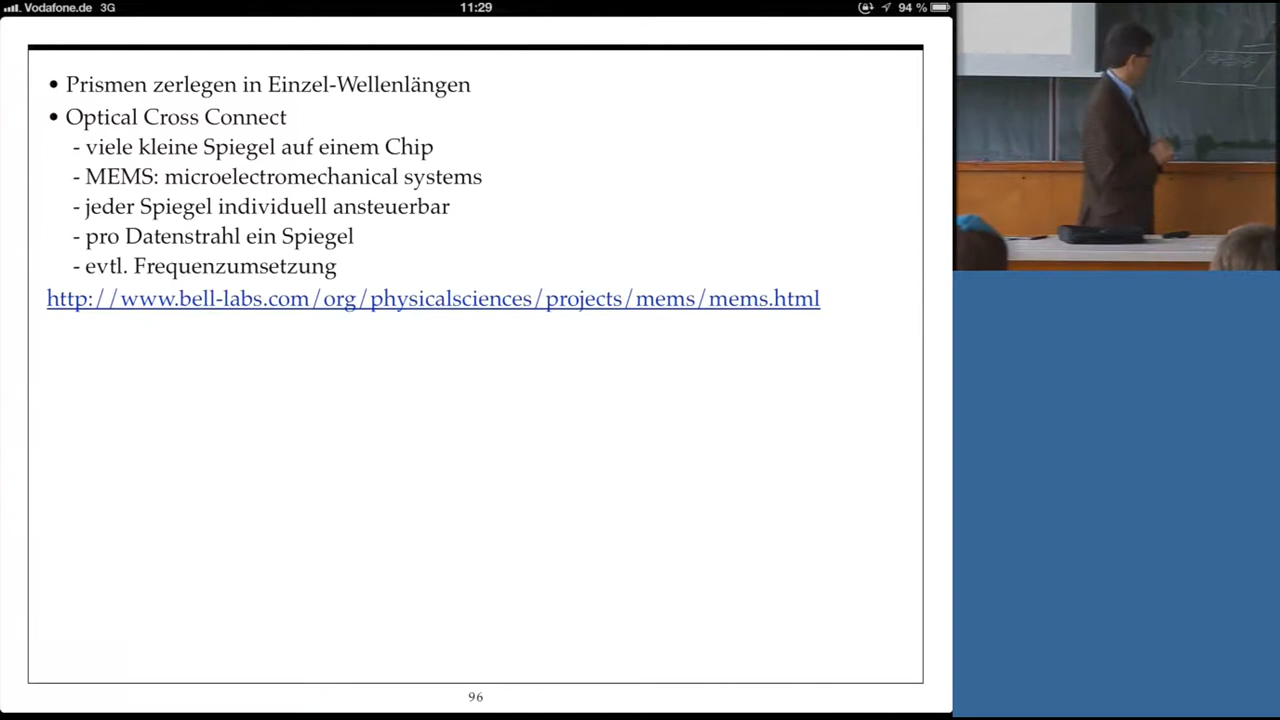 Vodafone.de 3G 11:29 94 %
• Prismen zerlegen in Einzel-Wellenlängen
• Optical Cross Connect
- viele kleine Spiegel auf einem Chip
- MEMS: microelectromechanical systems
- jeder Spiegel individuell ansteuerbar
- pro Datenstrahl ein Spiegel
- evtl. Frequenzumsetzung
http://www.bell-labs.com/org/physicalsciences/projects/mems/mems.html
96